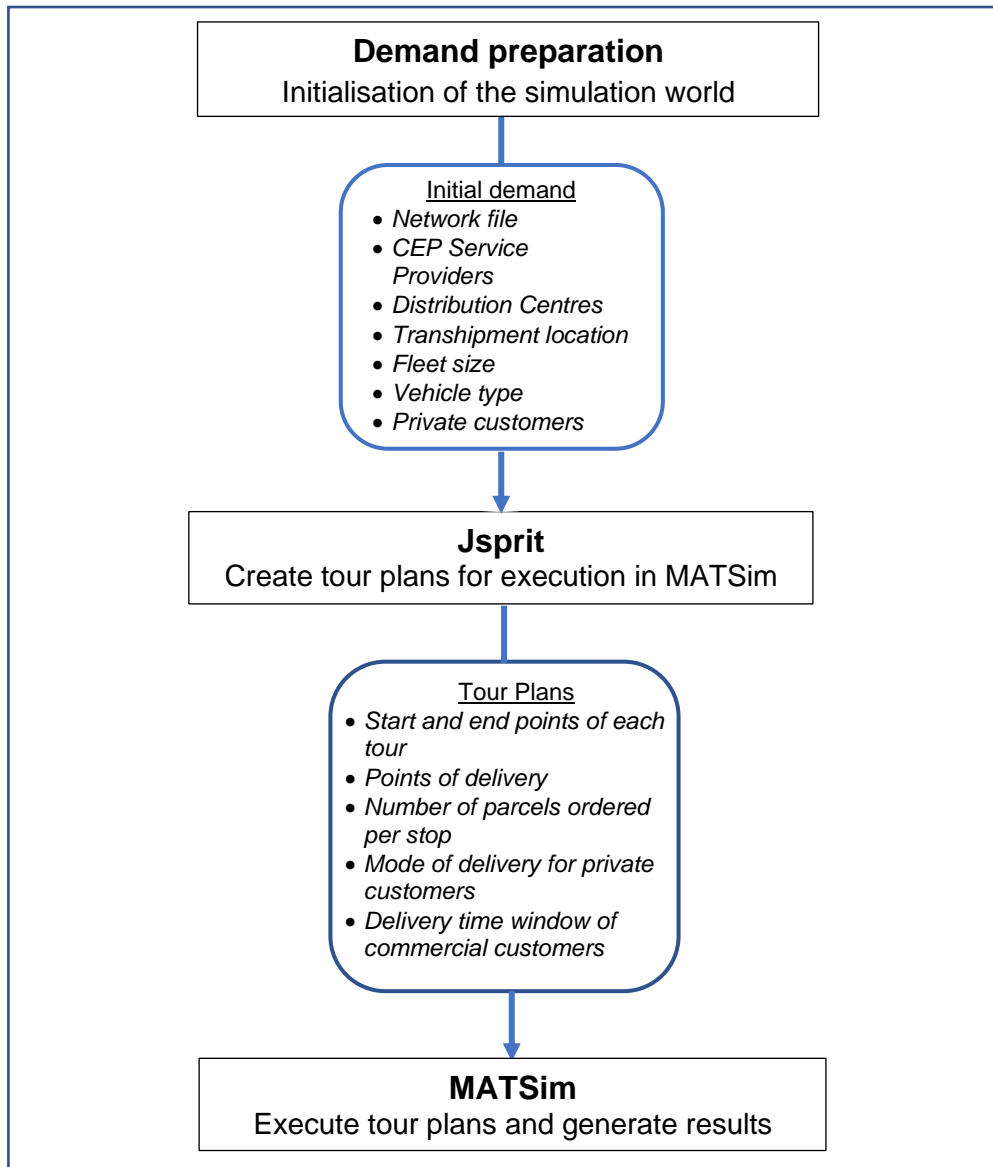 Demand preparation
Initialisation of the simulation world
Initial demand
• Network file
• CEP Service
Providers
• Distribution Centres
• Transhipment location
• Fleet size
• Vehicle type
• Private customers
Jsprit
Create tour plans for execution in MATSim
Tour Plans
• Start and end points of each
tour
• Points of delivery
• Number of parcels ordered
per stop
• Mode of delivery for private
customers
• Delivery time window of
commercial customers
MATSim
Execute tour plans and generate results